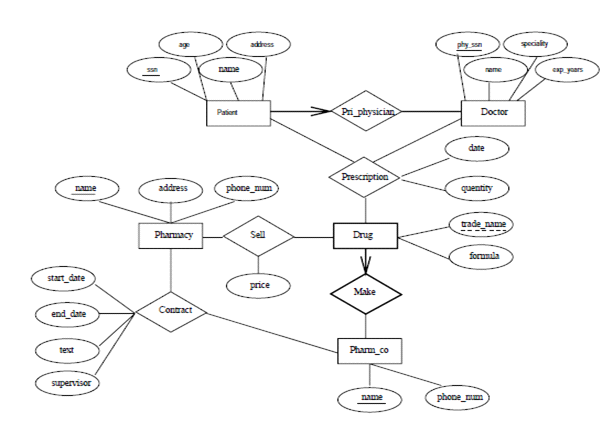 age
address
phy_ssn
speciality
ssn
name
name
exp_years
Patient
Pri_physician
Doctor
date
Prescription
quentity
name
address
phone_num
trade_name
Pharmacy
Sell
Drug
formula
start_date
price
end_date
Contract
Make
text
Pharm_co
supervisor
name
phone_num